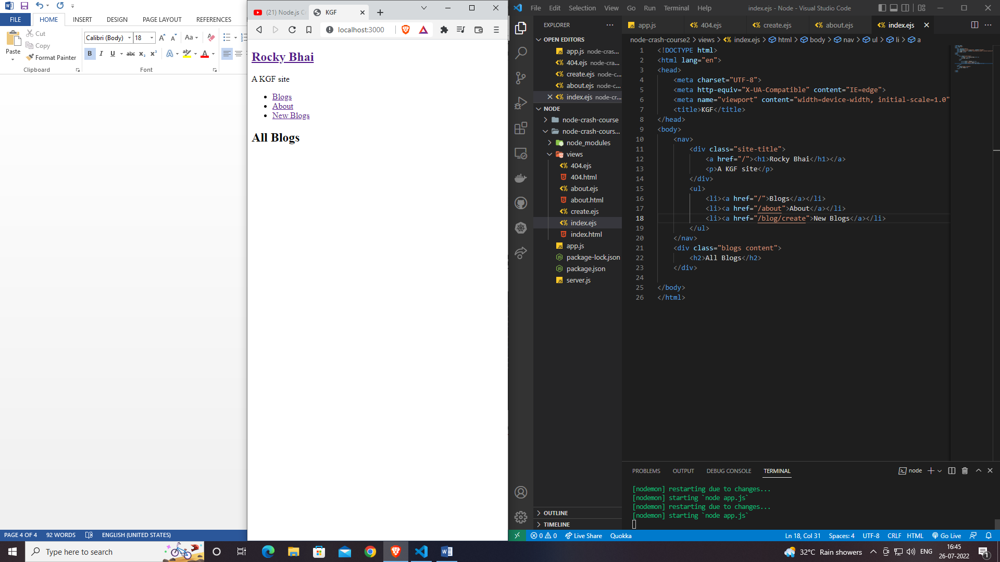 FILE HOME INSERT DESIGN PAGE LAYOUT REFERENCES
Paste
Cut
Copy
Format Painter
Clipboard
Calibri (Body) 18
Aa
B I U abc x₂ x²
Font
PAGE 4 OF 4 92 WORDS ENGLISH (UNITED STATES)
(21) Node.js C
KGF
localhost:3000
Rocky Bhai
A KGF site
Blogs
About
New Blogs
All Blogs
File Edit Selection View Go Run Terminal Help
index.ejs - Node - Visual Studio Code
EXPLORER
OPEN EDITORS
app.js node-cras...
404.ejs node-cra...
create.ejs node-c...
about.ejs node-c...
index.ejs node-cr...
NODE
node-crash-course
node-crash-cours...
node_modules
views
404.ejs
404.html
about.ejs
about.html
create.ejs
index.ejs
index.html
app.js
package-lock.json
package.json
server.js
OUTLINE
TIMELINE
app.js 404.ejs create.ejs about.ejs index.ejs
node-crash-course2 > views > index.ejs > html > body > nav > ul > li > a
1 <!DOCTYPE html>
2 <html lang="en">
3 <head>
4 <meta charset="UTF-8">
5 <meta http-equiv="X-UA-Compatible" content="IE=edge">
6 <meta name="viewport" content="width=device-width, initial-scale=1.0"
7 <title>KGF</title>
8 </head>
9 <body>
10 <nav>
11 <div class="site-title">
12 <a href="/"><h1>Rocky Bhai</h1></a>
13 <p>A KGF site</p>
14 </div>
15 <ul>
16 <li><a href="/">Blogs</a></li>
17 <li><a href="/about">About</a></li>
18 <li><a href="/blog/create">New Blogs</a></li>
19 </ul>
20 </nav>
21 <div class="blogs content">
22 <h2>All Blogs</h2>
23 </div>
24
25 </body>
26 </html>
PROBLEMS OUTPUT DEBUG CONSOLE TERMINAL
node
[nodemon] restarting due to changes...
[nodemon] starting `node app.js`
[nodemon] restarting due to changes...
[nodemon] starting `node app.js`
0 0 Live Share Quokka
Ln 18, Col 31 Spaces: 4 UTF-8 CRLF HTML Go Live
Type here to search
32°C Rain showers
ENG
16:45
26-07-2022
1